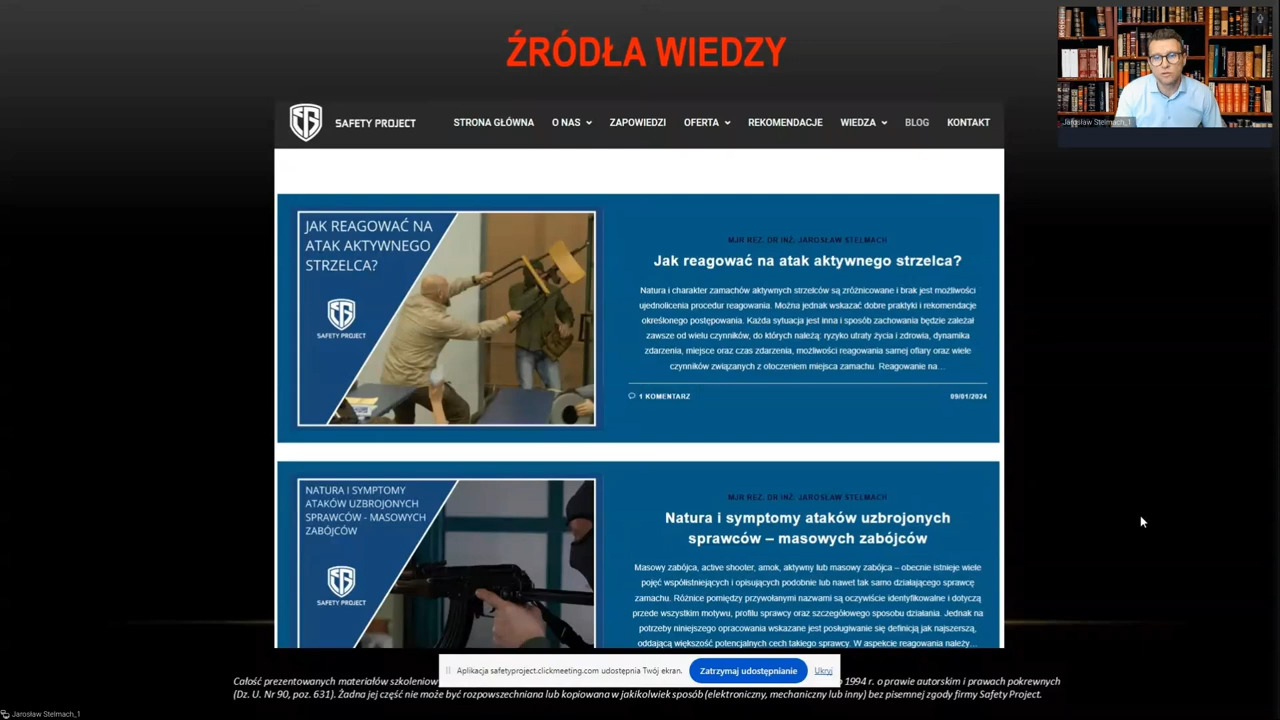 ŹRÓDŁA WIEDZY
SAFETY PROJECT
STRONA GŁÓWNA O NAS ZAPOWIEDZI OFERTA REKOMENDACJE WIEDZA BLOG KONTAKT
Jarosław Stelmach_1
JAK REAGOWAĆ NA
ATAK AKTYWNEGO
STRZELCA?
SAFETY PROJECT
MJR REZ. DR INŻ. JAROSŁAW STELMACH
Jak reagować na atak aktywnego strzelca?
Natura i charakter zamachów aktywnych strzelców są zróżnicowane i brak jest możliwości
ujednolicenia procedur reagowania. Można jednak wskazać dobre praktyki i rekomendacje
określonego postępowania. Każda sytuacja jest inna i sposób zachowania będzie zależał
zawsze od wielu czynników, do których należą: ryzyko utraty życia i zdrowia, dynamika
zdarzenia, miejsce oraz czas zdarzenia, możliwości reagowania samej ofiary oraz wiele
czynników związanych z otoczeniem miejsca zamachu. Reagowanie na…
1 KOMENTARZ
09/01/2024
NATURA I SYMPTOMY
ATAKÓW UZBROJONYCH
SPRAWCÓW - MASOWYCH
ZABÓJCÓW
SAFETY PROJECT
MJR REZ. DR INŻ. JAROSŁAW STELMACH
Natura i symptomy ataków uzbrojonych
sprawców – masowych zabójców
Masowy zabójca, active shooter, amok, aktywny lub masowy zabójca – obecnie istnieje wiele
pojęć współistniejących i opisujących podobnie lub nawet tak samo działającego sprawcę
zamachu. Różnice pomiędzy przywołanymi nazwami są oczywiście identyfikowalne i dotyczą
przede wszystkim motywu, profilu sprawcy oraz szczegółowego sposobu działania. Jednak na
potrzeby niniejszego opracowania wskazane jest posługiwanie się definicją jak najszerszą,
oddającą większość potencjalnych cech takiego sprawcy. W aspekcie reagowania należy…
Aplikacja safetyproject.clickmeeting.com udostępnia Twój ekran. Zatrzymaj udostępnianie Ukryj
Całość prezentowanych materiałów szkoleniow 1994 r. o prawie autorskim i prawach pokrewnych
(Dz. U. Nr 90, poz. 631). Żadna jej część nie może być rozpowszechniana lub kopiowana w jakikolwiek sposób (elektroniczny, mechaniczny lub inny) bez pisemnej zgody firmy Safety Project.
Jarosław Stelmach_1